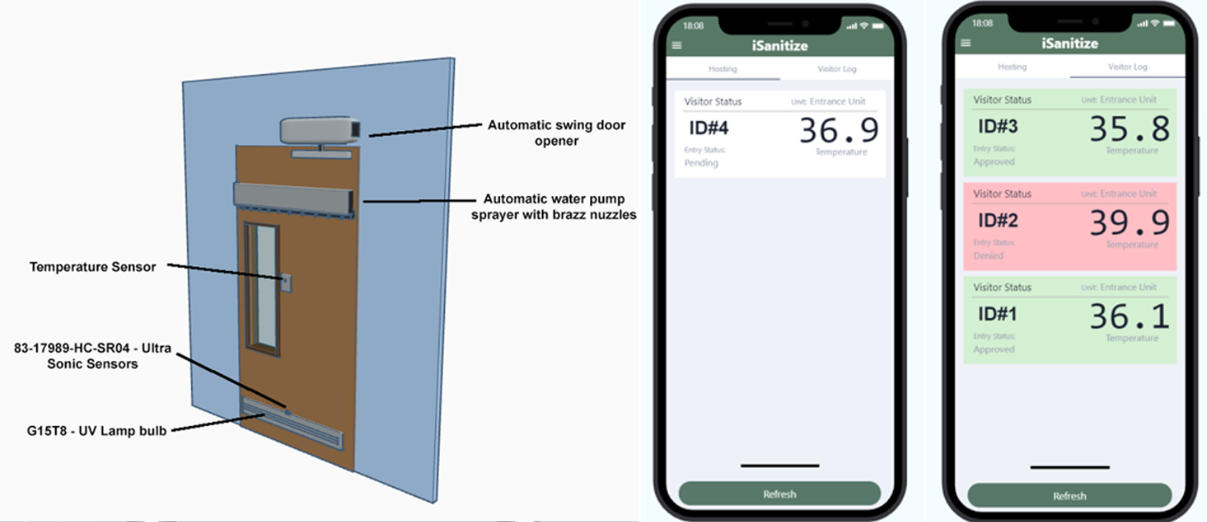 Automatic swing door
opener
Automatic water pump
sprayer with brazz nuzzles
Temperature Sensor
83-17989-HC-SR04 - Ultra
Sonic Sensors
G15T8 - UV Lamp bulb
18:08
iSanitize
Hosting Visitor Log
Visitor Status Unit: Entrance Unit
ID#4 36.9
Entry Status: Temperature
Pending
Refresh
18:08
iSanitize
Hosting Visitor Log
Visitor Status Unit: Entrance Unit
ID#3 35.8
Entry Status: Temperature
Approved
Visitor Status Unit: Entrance Unit
ID#2 39.9
Entry Status: Temperature
Denied
Visitor Status Unit: Entrance Unit
ID#1 36.1
Entry Status: Temperature
Approved
Refresh